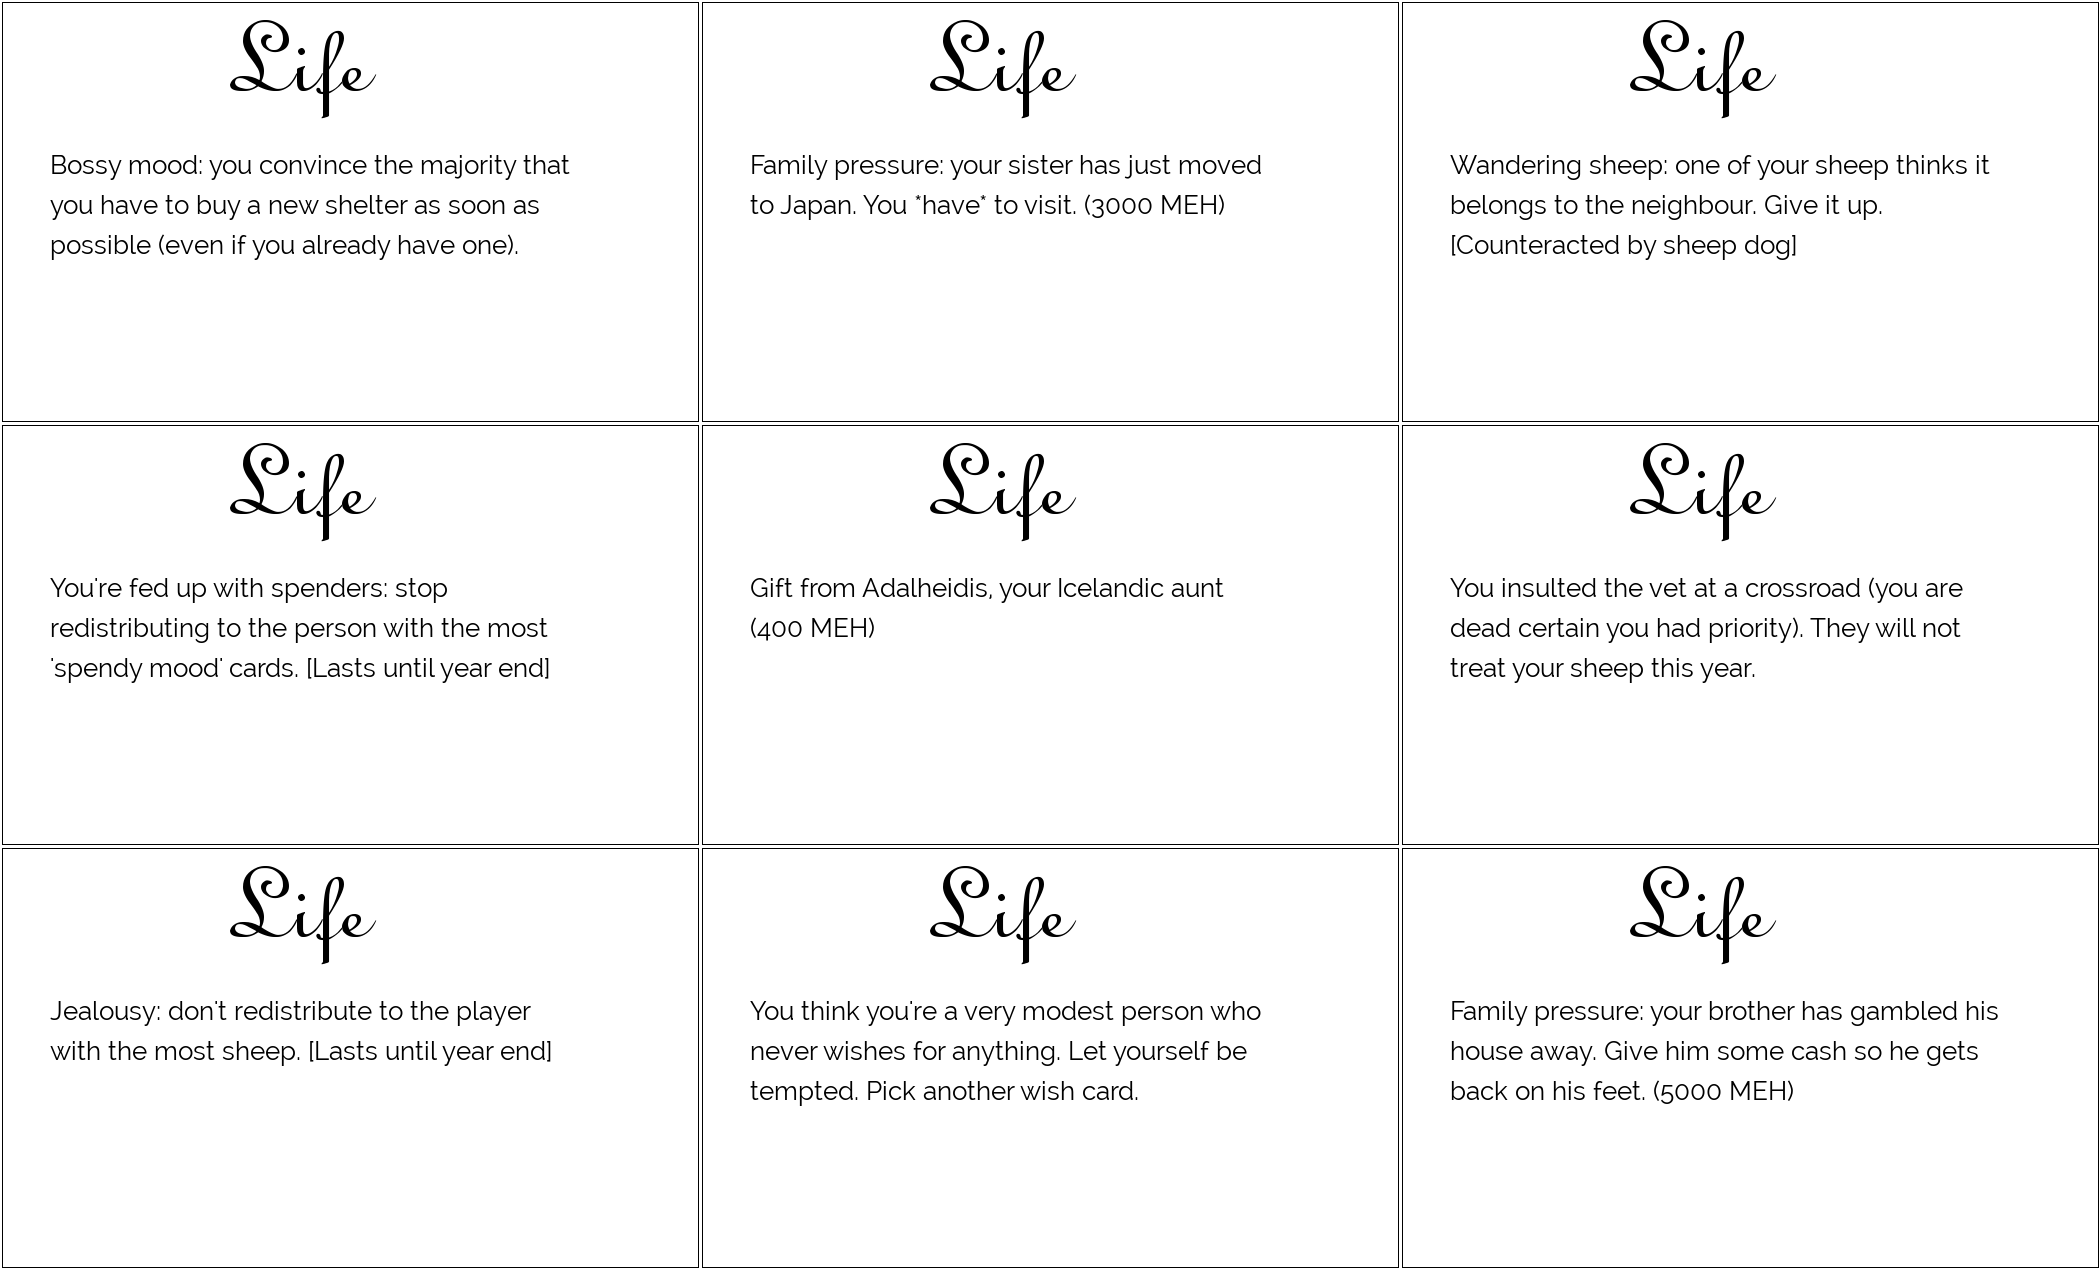 Life
Bossy mood: you convince the majority that
you have to buy a new shelter as soon as
possible (even if you already have one).
Life
Family pressure: your sister has just moved
to Japan. You *have* to visit. (3000 MEH)
Life
Wandering sheep: one of your sheep thinks it
belongs to the neighbour. Give it up.
[Counteracted by sheep dog]
Life
You're fed up with spenders: stop
redistributing to the person with the most
'spendy mood' cards. [Lasts until year end]
Life
Gift from Adalheidis, your Icelandic aunt
(400 MEH)
Life
You insulted the vet at a crossroad (you are
dead certain you had priority). They will not
treat your sheep this year.
Life
Jealousy: don't redistribute to the player
with the most sheep. [Lasts until year end]
Life
You think you're a very modest person who
never wishes for anything. Let yourself be
tempted. Pick another wish card.
Life
Family pressure: your brother has gambled his
house away. Give him some cash so he gets
back on his feet. (5000 MEH)